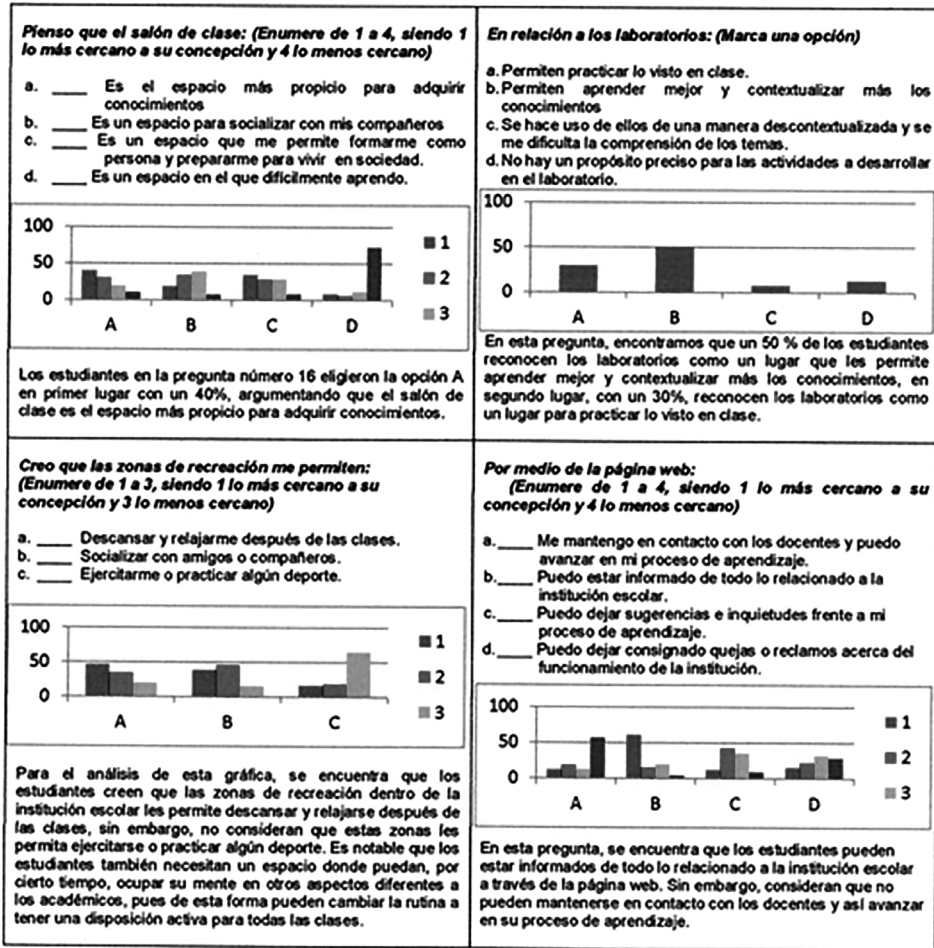 Pienso que el salón de clase: (Enumere de 1 a 4, siendo 1
lo más cercano a su concepción y 4 lo menos cercano)
a. ____ Es el espacio más propicio para adquirir
conocimientos
b. ____ Es un espacio para socializar con mis compañeros
c. ____ Es un espacio que me permite formarme como
persona y prepararme para vivir en sociedad.
d. ____ Es un espacio en el que difícilmente aprendo.
100
50
0
A B C D
1
2
3
Los estudiantes en la pregunta número 16 eligieron la opción A
en primer lugar con un 40%, argumentando que el salón de
clase es el espacio más propicio para adquirir conocimientos.
En relación a los laboratorios: (Marca una opción)
a. Permiten practicar lo visto en clase.
b. Permiten aprender mejor y contextualizar más los
conocimientos
c. Se hace uso de ellos de una manera descontextualizada y se
me dificulta la comprensión de los temas.
d. No hay un propósito preciso para las actividades a desarrollar
en el laboratorio.
100
50
0
A B C D
En esta pregunta, encontramos que un 50 % de los estudiantes
reconocen los laboratorios como un lugar que les permite
aprender mejor y contextualizar más los conocimientos, en
segundo lugar, con un 30%, reconocen los laboratorios como
un lugar para practicar lo visto en clase.
Creo que las zonas de recreación me permiten:
(Enumere de 1 a 3, siendo 1 lo más cercano a su
concepción y 3 lo menos cercano)
a. ____ Descansar y relajarme después de las clases.
b. ____ Socializar con amigos o compañeros.
c. ____ Ejercitarme o practicar algún deporte.
100
50
0
A B C
1
2
3
Para el análisis de esta gráfica, se encuentra que los
estudiantes creen que las zonas de recreación dentro de la
institución escolar les permite descansar y relajarse después de
las clases, sin embargo, no consideran que estas zonas les
permita ejercitarse o practicar algún deporte. Es notable que los
estudiantes también necesitan un espacio donde puedan, por
cierto tiempo, ocupar su mente en otros aspectos diferentes a
los académicos, pues de esta forma pueden cambiar la rutina a
tener una disposición activa para todas las clases.
Por medio de la página web:
(Enumere de 1 a 4, siendo 1 lo más cercano a su
concepción y 4 lo menos cercano)
a.____ Me mantengo en contacto con los docentes y puedo
avanzar en mi proceso de aprendizaje.
b.____ Puedo estar informado de todo lo relacionado a la
institución escolar.
c.____ Puedo dejar sugerencias e inquietudes frente a mi
proceso de aprendizaje.
d.____ Puedo dejar consignado quejas o reclamos acerca del
funcionamiento de la institución.
100
50
0
A B C D
1
2
3
En esta pregunta, se encuentra que los estudiantes pueden
estar informados de todo lo relacionado a la institución escolar
a través de la página web. Sin embargo, consideran que no
pueden mantenerse en contacto con los docentes y así avanzar
en su proceso de aprendizaje.